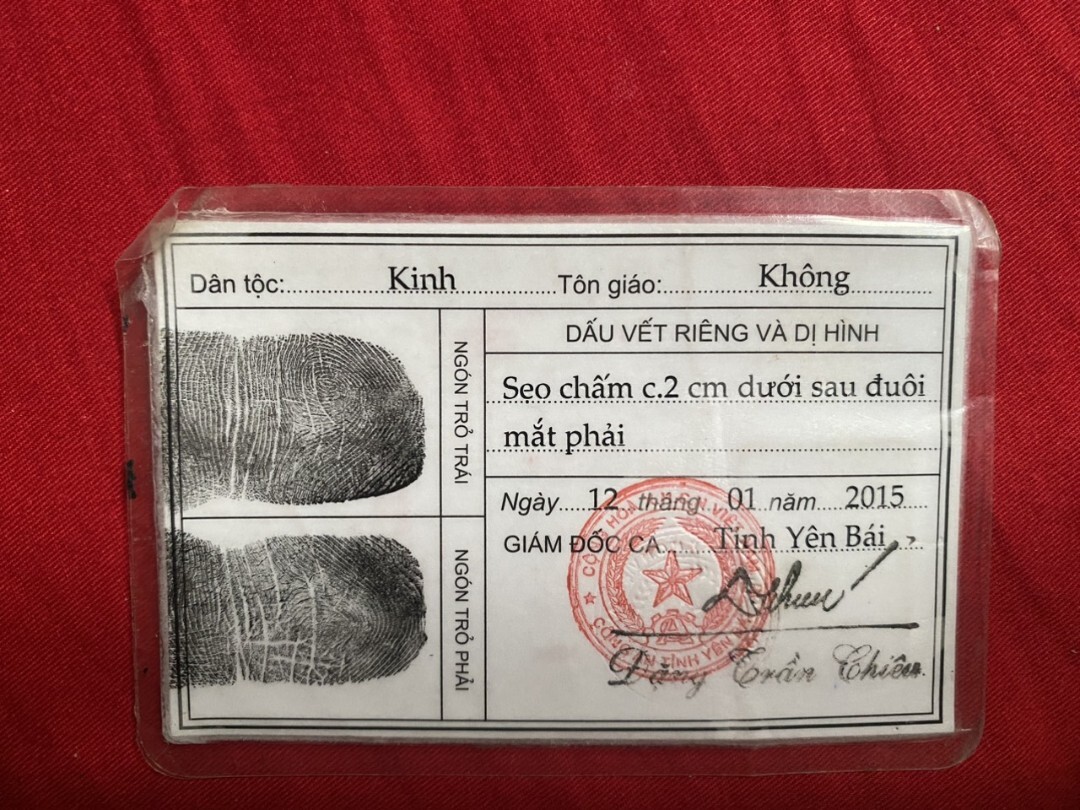 Dân tộc: Kinh Tôn giáo: Không
NGÓN TRỎ TRÁI
NGÓN TRỎ PHẢI
DẤU VẾT RIÊNG VÀ DỊ HÌNH
Sẹo chấm c.2 cm dưới sau đuôi
mắt phải
Ngày 12 tháng 01 năm 2015
GIÁM ĐỐC CA Tỉnh Yên Bái
Đặng Trần Chiêu